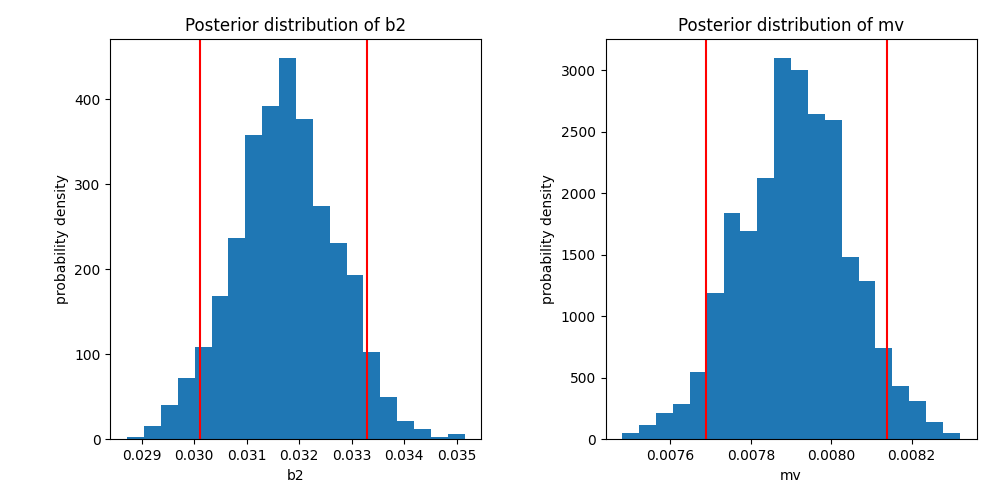 Posterior distribution of b2
probability density
400
300
200
100
0
0.029 0.030 0.031 0.032 0.033 0.034 0.035
b2
Posterior distribution of mv
probability density
3000
2500
2000
1500
1000
500
0
0.0076 0.0078 0.0080 0.0082
mv